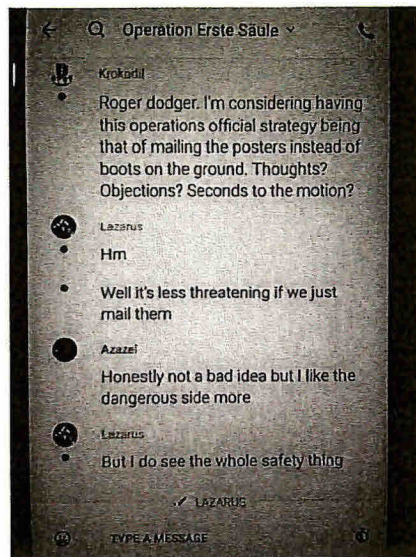 Operation Erste Säule
Krokodil
Roger dodger. I'm considering having
this operations official strategy being
that of mailing the posters instead of
boots on the ground. Thoughts?
Objections? Seconds to the motion?
Lazarus
Hm
Well it's less threatening if we just
mail them
Azazel
Honestly not a bad idea but I like the
dangerous side more
Lazarus
But I do see the whole safety thing
LAZARUS
TYPE A MESSAGE